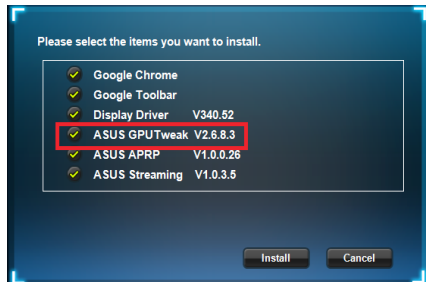 Please select the items you want to install.
Google Chrome
Google Toolbar
Display Driver V340.52
ASUS GPUTweak V2.6.8.3
ASUS APRP V1.0.0.26
ASUS Streaming V1.0.3.5
Install Cancel